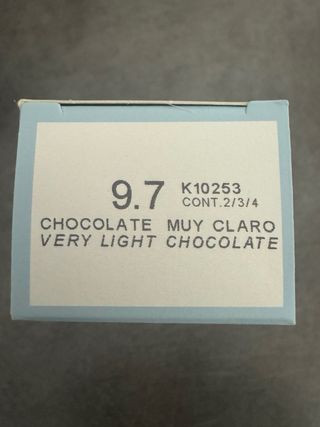 9.7 K10253
CONT.2/3/4
CHOCOLATE MUY CLARO
VERY LIGHT CHOCOLATE